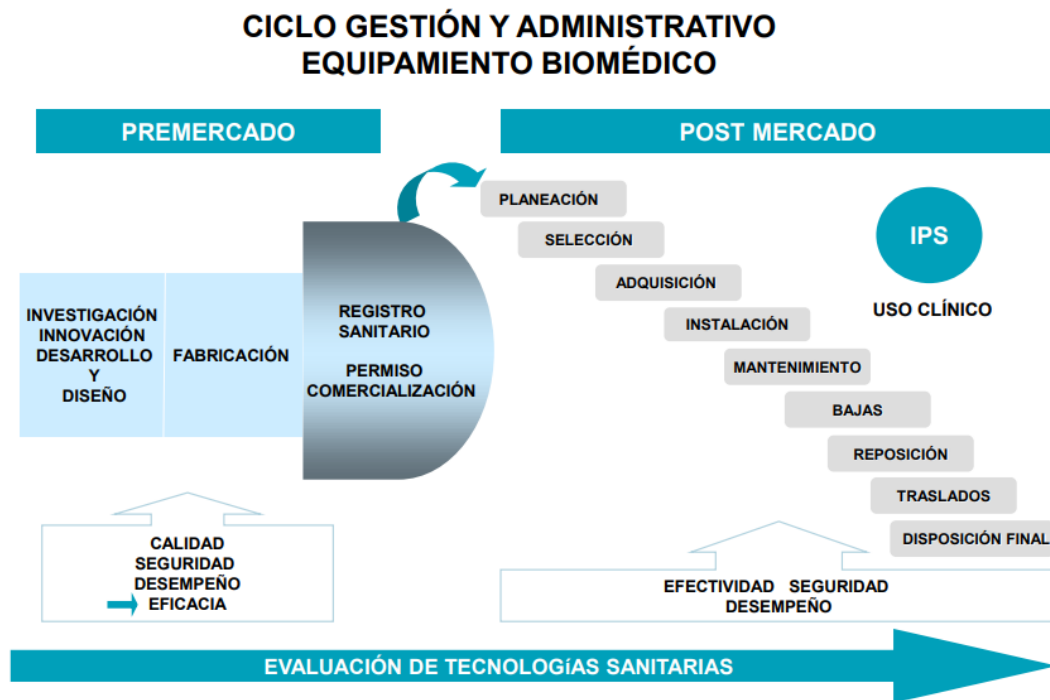 CICLO GESTIÓN Y ADMINISTRATIVO
EQUIPAMIENTO BIOMÉDICO
PREMERCADO
INVESTIGACIÓN
INNOVACIÓN
DESARROLLO
Y
DISEÑO
FABRICACIÓN
REGISTRO
SANITARIO
PERMISO
COMERCIALIZACIÓN
CALIDAD
SEGURIDAD
DESEMPEÑO
EFICACIA
POST MERCADO
PLANEACIÓN
SELECCIÓN
ADQUISICIÓN
INSTALACIÓN
MANTENIMIENTO
BAJAS
REPOSICIÓN
TRASLADOS
DISPOSICIÓN FINAL
IPS
USO CLÍNICO
EFECTIVIDAD SEGURIDAD
DESEMPEÑO
EVALUACIÓN DE TECNOLOGíAS SANITARIAS